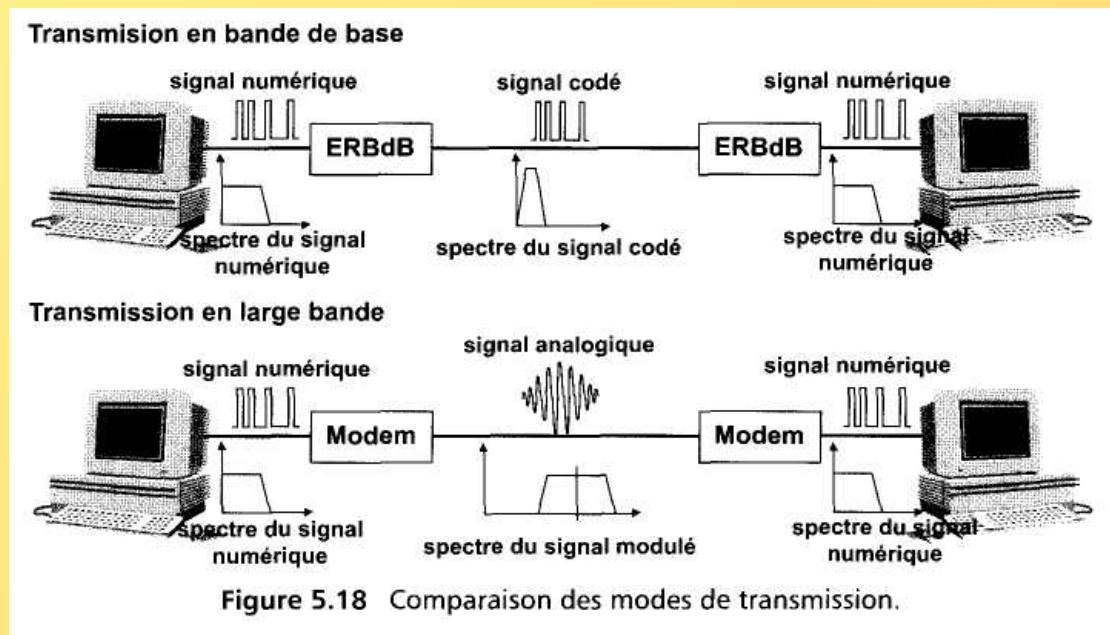 Transmision en bande de base
signal numérique
signal codé
signal numérique
ERBdB
ERBdB
spectre du signal
numérique
spectre du signal codé
spectre du signal
numérique
Transmission en large bande
signal numérique
signal analogique
signal numérique
Modem
Modem
spectre du signal
numérique
spectre du signal modulé
spectre du signal
numérique
Figure 5.18 Comparaison des modes de transmission.